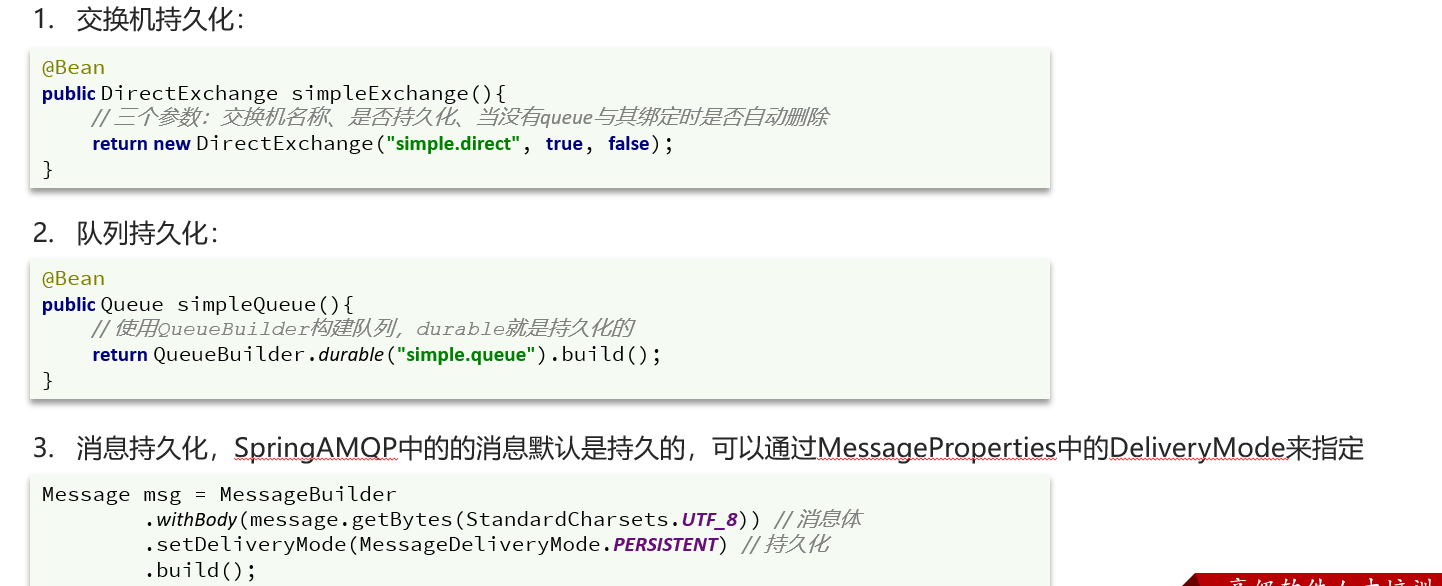 1. 交换机持久化：
@Bean
public DirectExchange simpleExchange(){
// 三个参数：交换机名称、是否持久化、当没有queue与其绑定时是否自动删除
return new DirectExchange("simple.direct", true, false);
}
2. 队列持久化：
@Bean
public Queue simpleQueue(){
// 使用QueueBuilder构建队列，durable就是持久化的
return QueueBuilder.durable("simple.queue").build();
}
3. 消息持久化，SpringAMQP中的的消息默认是持久的，可以通过MessageProperties中的DeliveryMode来指定
Message msg = MessageBuilder
.withBody(message.getBytes(StandardCharsets.UTF_8)) // 消息体
.setDeliveryMode(MessageDeliveryMode.PERSISTENT) // 持久化
.build();